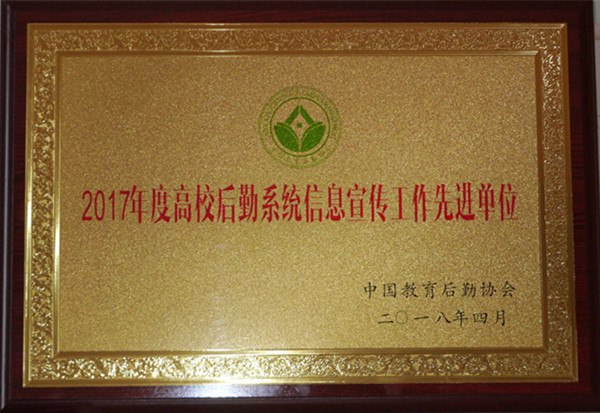 2017年度高校后勤系统信息宣传工作先进单位
中国教育后勤协会
二〇一八年四月